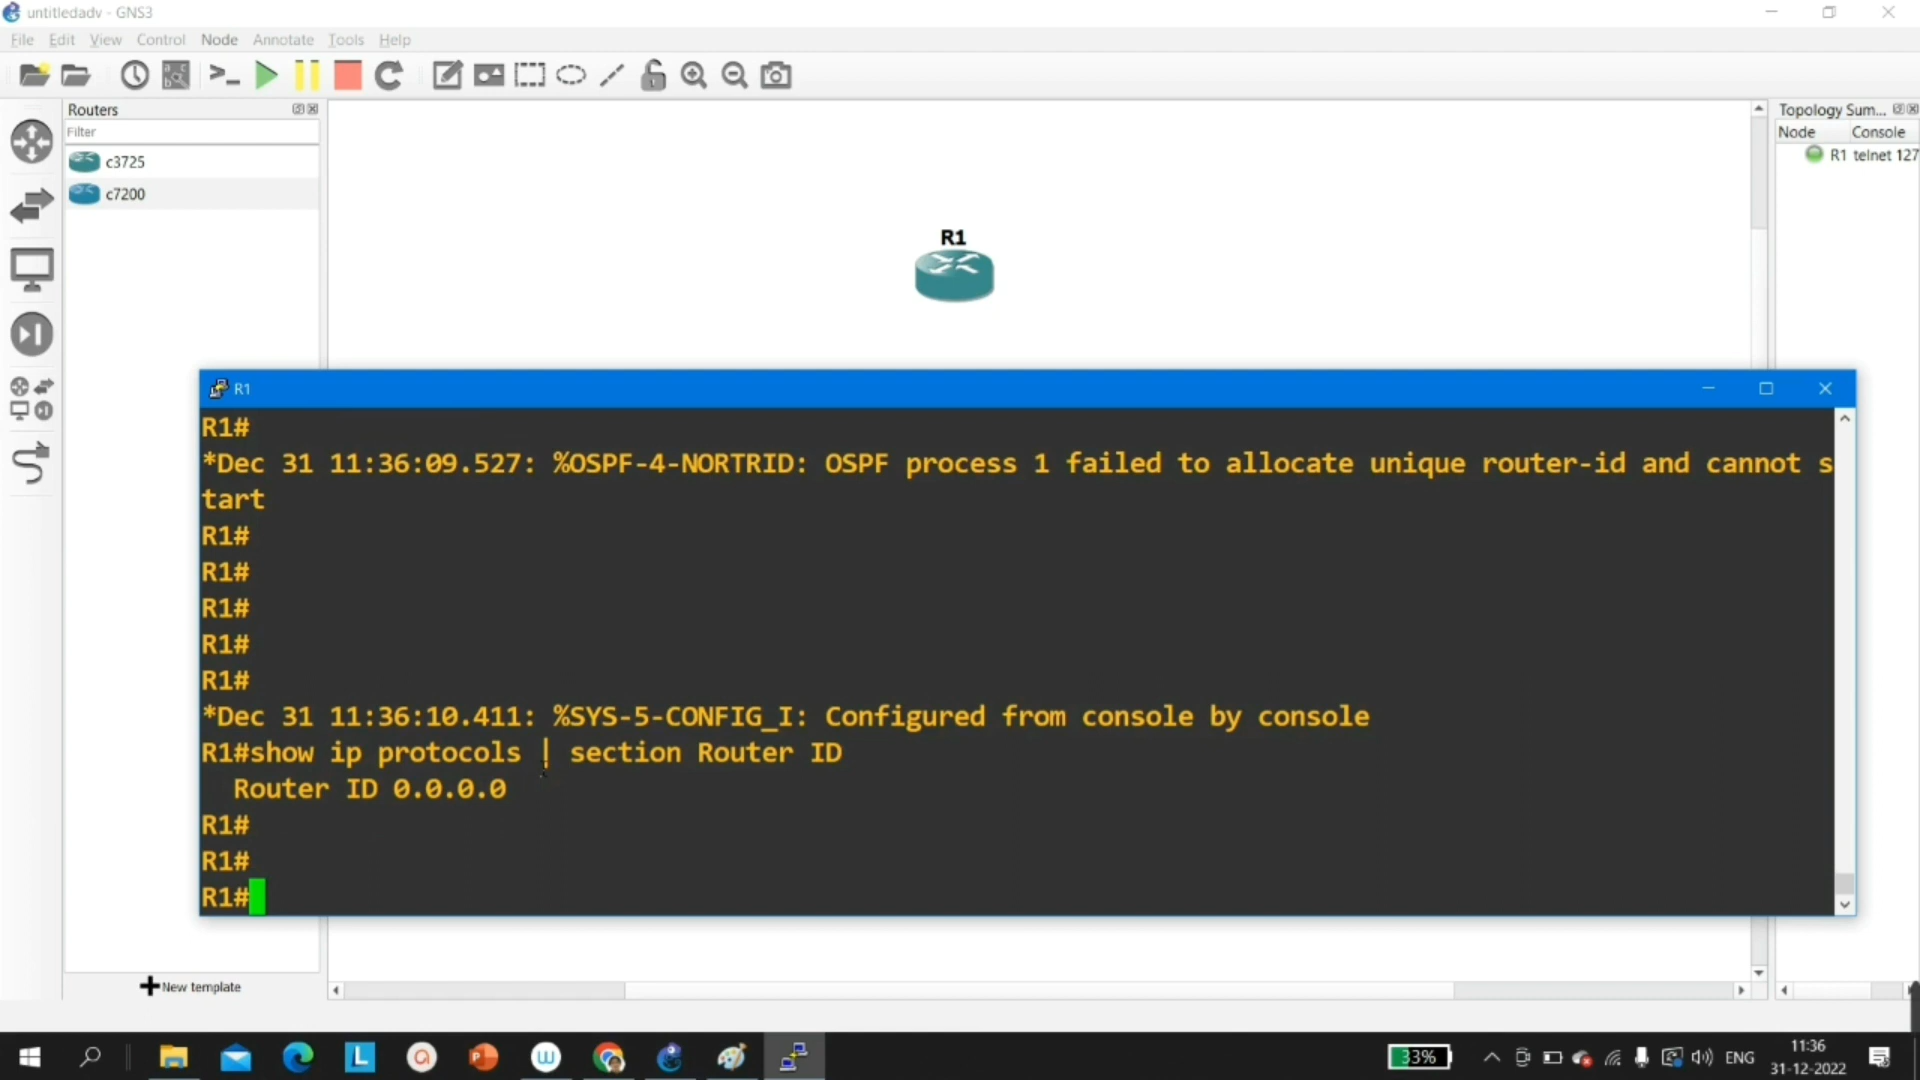 untitledadv - GNS3
File Edit View Control Node Annotate Tools Help
Routers
Filter
c3725
c7200
New template
R1
Topology Sum...
Node Console
R1 telnet 127
R1
R1#
*Dec 31 11:36:09.527: %OSPF-4-NORTRID: OSPF process 1 failed to allocate unique router-id and cannot s
tart
R1#
R1#
R1#
R1#
R1#
*Dec 31 11:36:10.411: %SYS-5-CONFIG_I: Configured from console by console
R1#show ip protocols | section Router ID
Router ID 0.0.0.0
R1#
R1#
R1#
33%
ENG
11:36
31-12-2022